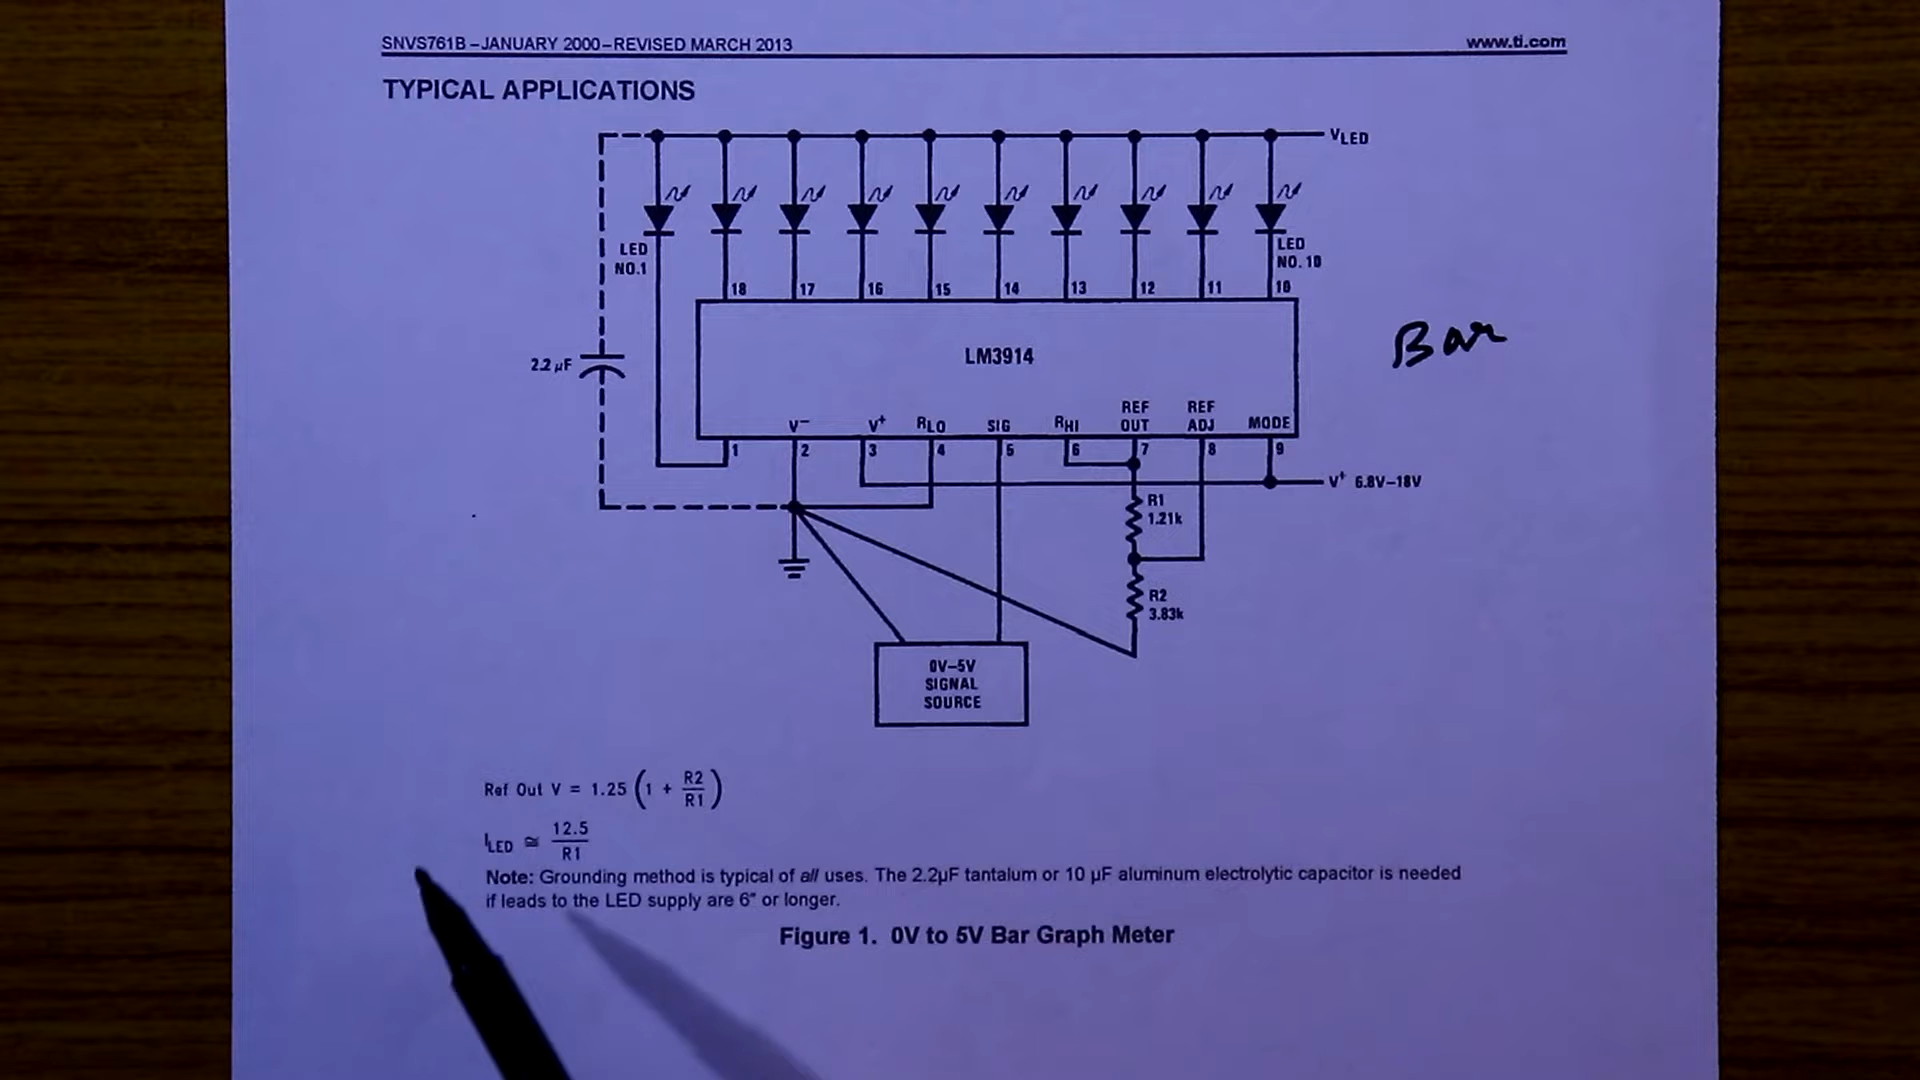 SNVS761B – JANUARY 2000 – REVISED MARCH 2013
www.ti.com
TYPICAL APPLICATIONS
VLED
LED
NO.1
LED
NO. 10
18
17
16
15
14
13
12
11
10
2.2 µF
LM3914
Bar
V−
V+
RLO
SIG
RHI
REF
OUT
REF
ADJ
MODE
1
2
3
4
5
6
7
8
9
V+ 6.8V–18V
R1
1.21k
R2
3.83k
0V–5V
SIGNAL
SOURCE
Ref Out V = 1.25 (1 + R2/R1)
ILED ≅ 12.5/R1
Note: Grounding method is typical of all uses. The 2.2µF tantalum or 10 µF aluminum electrolytic capacitor is needed
if leads to the LED supply are 6" or longer.
Figure 1. 0V to 5V Bar Graph Meter